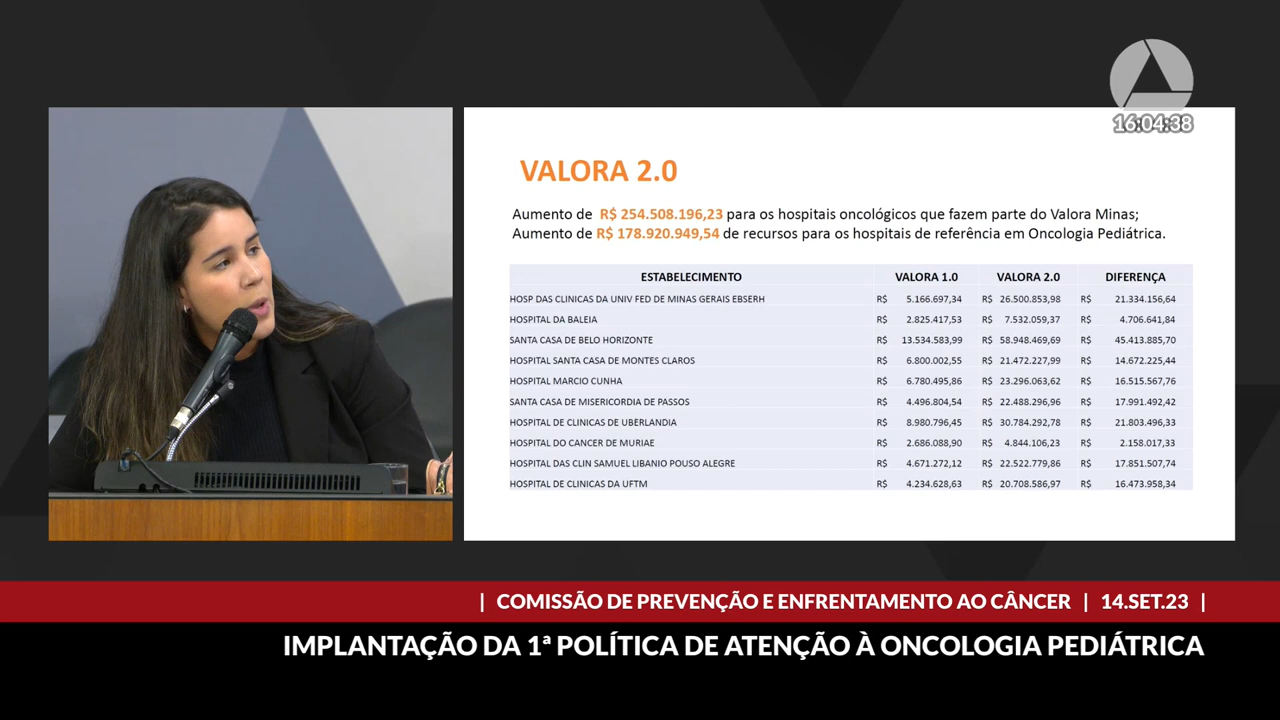 16:04:38
VALORA 2.0
Aumento de R$ 254.508.196,23 para os hospitais oncológicos que fazem parte do Valora Minas;
Aumento de R$ 178.920.949,54 de recursos para os hospitais de referência em Oncologia Pediátrica.
ESTABELECIMENTO VALORA 1.0 VALORA 2.0 DIFERENÇA
HOSP DAS CLINICAS DA UNIV FED DE MINAS GERAIS EBSERH R$ 5.166.697,34 R$ 26.500.853,98 R$ 21.334.156,64
HOSPITAL DA BALEIA R$ 2.825.417,53 R$ 7.532.059,37 R$ 4.706.641,84
SANTA CASA DE BELO HORIZONTE R$ 13.534.583,99 R$ 58.948.469,69 R$ 45.413.885,70
HOSPITAL SANTA CASA DE MONTES CLAROS R$ 6.800.002,55 R$ 21.472.227,99 R$ 14.672.225,44
HOSPITAL MARCIO CUNHA R$ 6.780.495,86 R$ 23.296.063,62 R$ 16.515.567,76
SANTA CASA DE MISERICORDIA DE PASSOS R$ 4.496.804,54 R$ 22.488.296,96 R$ 17.991.492,42
HOSPITAL DE CLINICAS DE UBERLANDIA R$ 8.980.796,45 R$ 30.784.292,78 R$ 21.803.496,33
HOSPITAL DO CANCER DE MURIAE R$ 2.686.088,90 R$ 4.844.106,23 R$ 2.158.017,33
HOSPITAL DAS CLIN SAMUEL LIBANIO POUSO ALEGRE R$ 4.671.272,12 R$ 22.522.779,86 R$ 17.851.507,74
HOSPITAL DE CLINICAS DA UFTM R$ 4.234.628,63 R$ 20.708.586,97 R$ 16.473.958,34
| COMISSÃO DE PREVENÇÃO E ENFRENTAMENTO AO CÂNCER | 14.SET.23 |
IMPLANTAÇÃO DA 1ª POLÍTICA DE ATENÇÃO À ONCOLOGIA PEDIÁTRICA